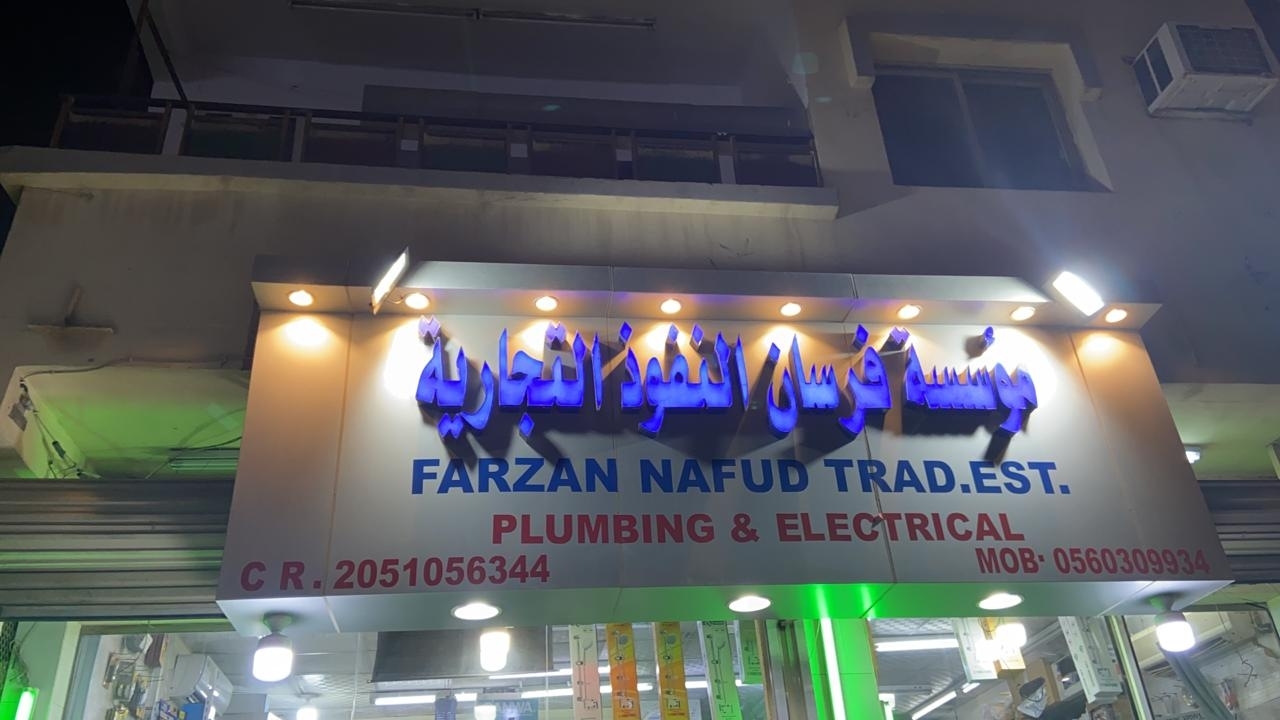 مؤسسة فرسان النفوذ التجارية
FARZAN NAFUD TRAD.EST.
PLUMBING & ELECTRICAL
C R . 2051056344
MOB· 0560309934